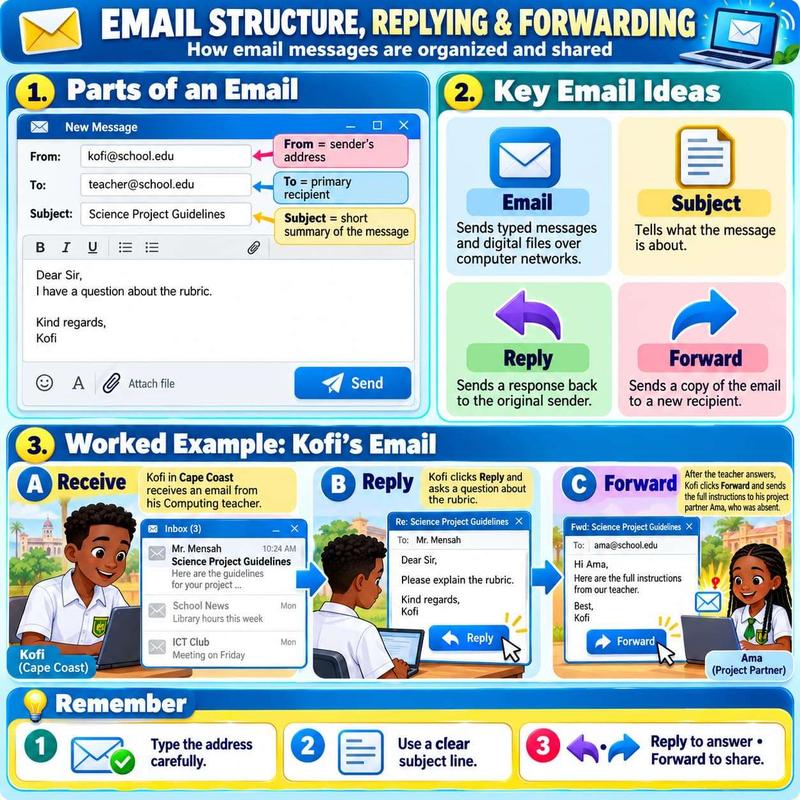 EMAIL STRUCTURE, REPLYING & FORWARDING
How email messages are organized and shared
1. Parts of an Email
New Message
From: kofi@school.edu
From = sender's
address
To: teacher@school.edu
To = primary
recipient
Subject: Science Project Guidelines
Subject = short
summary of the message
B I U
Dear Sir,
I have a question about the rubric.
Kind regards,
Kofi
A Attach file
Send
2. Key Email Ideas
Email
Sends typed messages
and digital files over
computer networks.
Subject
Tells what the message
is about.
Reply
Sends a response back
to the original sender.
Forward
Sends a copy of the email
to a new recipient.
3. Worked Example: Kofi's Email
A Receive
Kofi in Cape Coast
receives an email from
his Computing teacher.
Inbox (3)
Mr. Mensah 10:24 AM
Science Project Guidelines
Here are the guidelines
for your project ...
School News Mon
Library hours this week
ICT Club Mon
Meeting on Friday
Kofi
(Cape Coast)
B Reply
Kofi clicks Reply and
asks a question about
the rubric.
Re: Science Project Guidelines
To: Mr. Mensah
Dear Sir,
Please explain the rubric.
Kind regards,
Kofi
Reply
C Forward
After the teacher answers,
Kofi clicks Forward and sends
the full instructions to his project
partner Ama, who was absent.
Fwd: Science Project Guidelines
To: ama@school.edu
Hi Ama,
Here are the full instructions
from our teacher.
Best,
Kofi
Forward
Ama
(Project Partner)
Remember
1 Type the address
carefully.
2 Use a clear
subject line.
3 Reply to answer •
Forward to share.